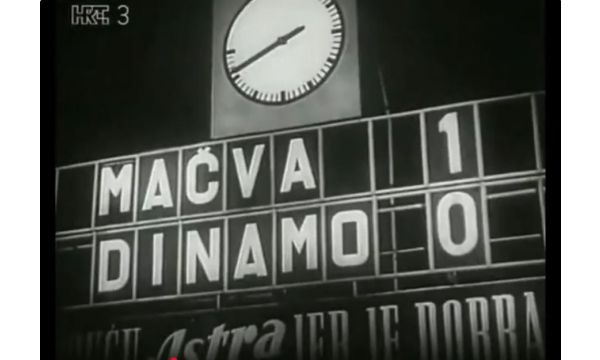 HRT 3
MAČVA 1
DINAMO 0
Astra JER JE DOBRA